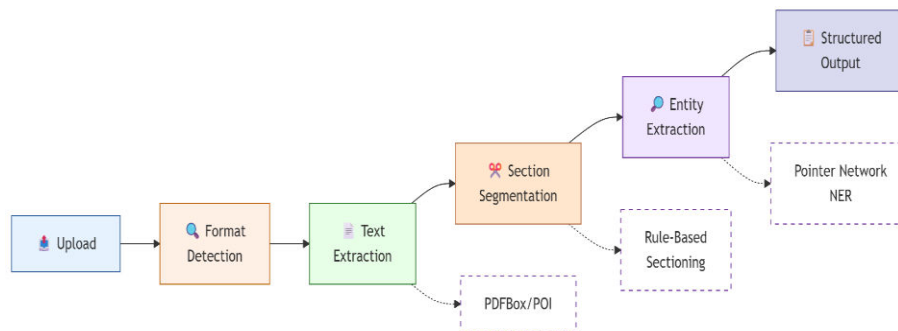 Upload
Format
Detection
Text
Extraction
PDFBox/POI
Section
Segmentation
Rule-Based
Sectioning
Entity
Extraction
Pointer Network
NER
Structured
Output